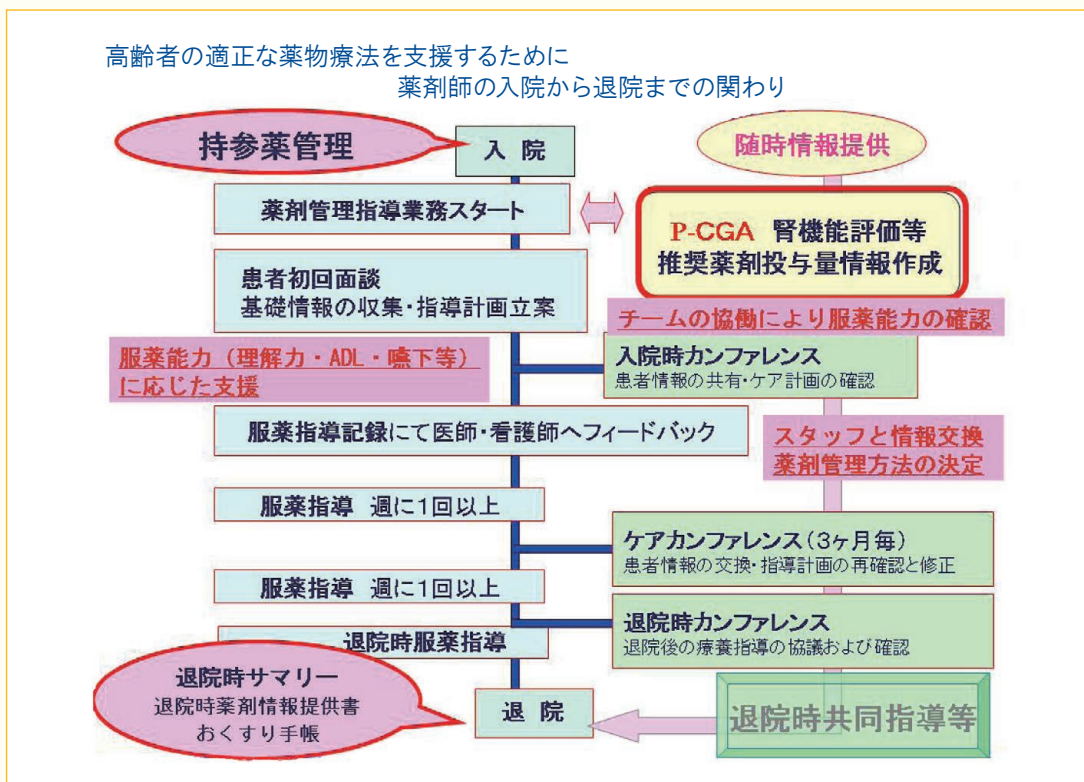 高齢者の適正な薬物療法を支援するために
薬剤師の入院から退院までの関わり
持参薬管理
入 院
随時情報提供
薬剤管理指導業務スタート
P-CGA 腎機能評価等
推奨薬剤投与量情報作成
患者初回面談
基礎情報の収集・指導計画立案
チームの協働により服薬能力の確認
服薬能力（理解力・ADL・嚥下等）
に応じた支援
入院時カンファレンス
患者情報の共有・ケア計画の確認
服薬指導記録にて医師・看護師へフィードバック
スタッフと情報交換
薬剤管理方法の決定
服薬指導 週に1回以上
ケアカンファレンス（3ヶ月毎）
患者情報の交換・指導計画の再確認と修正
服薬指導 週に1回以上
退院時カンファレンス
退院後の療養指導の協議および確認
退院時服薬指導
退院時サマリー
退院時薬剤情報提供書
おくすり手帳
退 院
退院時共同指導等